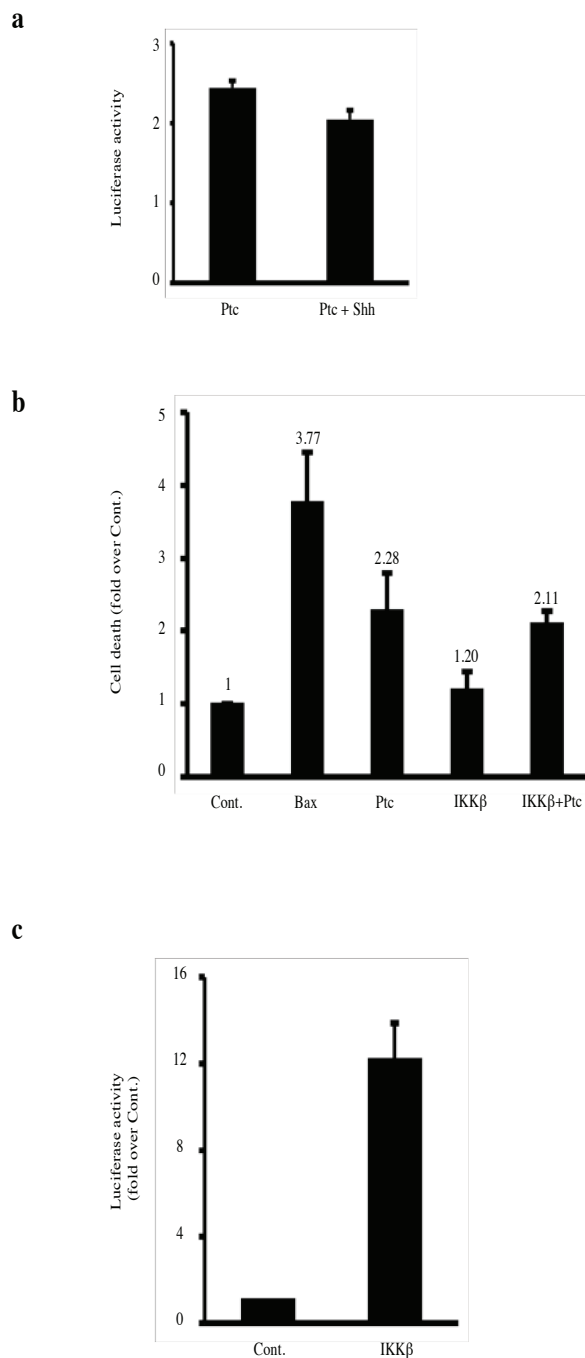 a
Luciferase activity
3
2
1
0
Ptc
Ptc + Shh
b
Cell death (fold over Cont.)
5
4
3
2
1
0
1
3.77
2.28
1.20
2.11
Cont.
Bax
Ptc
IKKβ
IKKβ+Ptc
c
Luciferase activity
(fold over Cont.)
16
12
8
4
0
Cont.
IKKβ